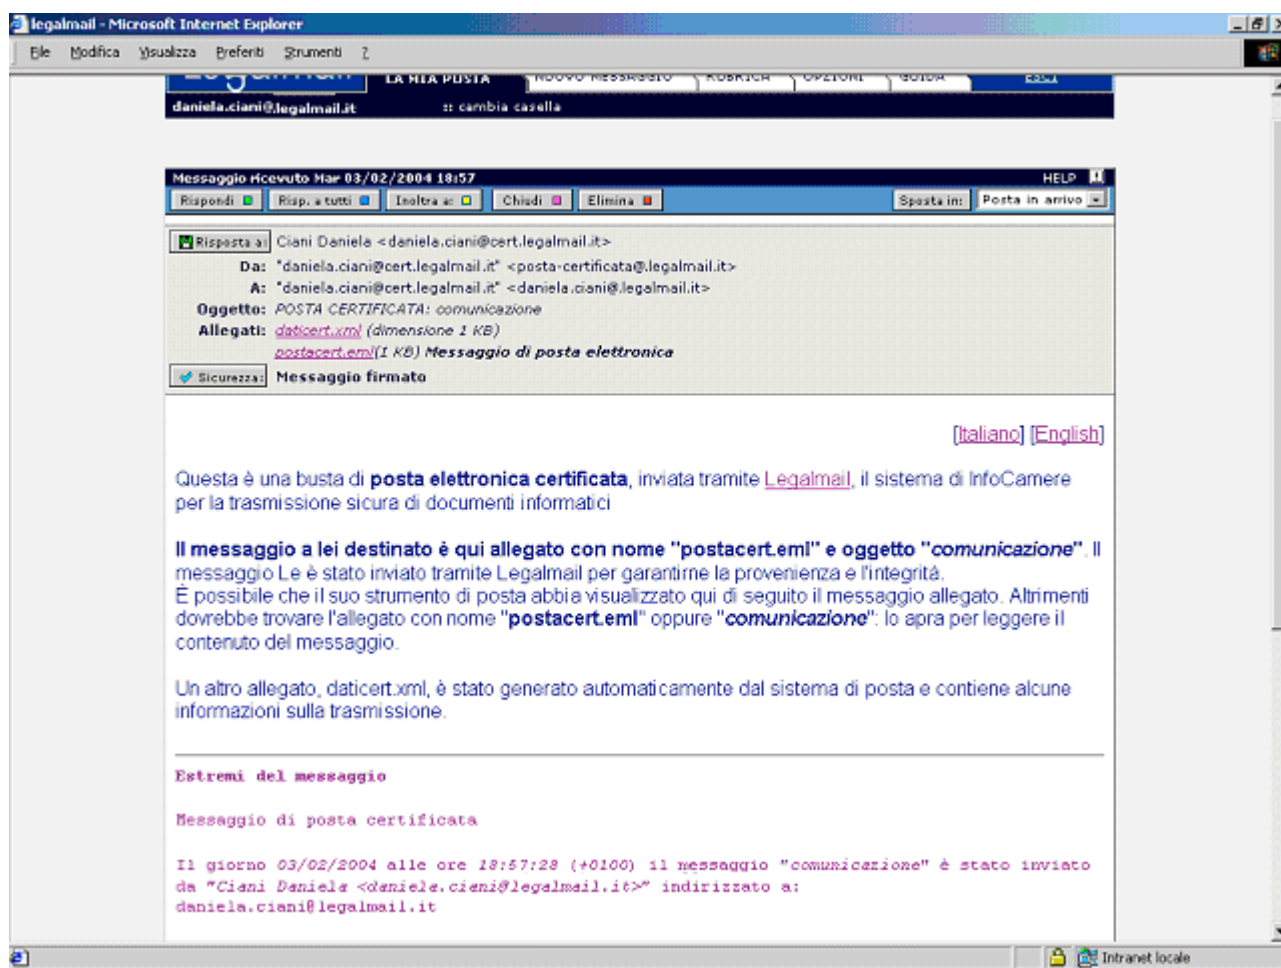 legalmail - Microsoft Internet Explorer
File Modifica Visualizza Preferiti Strumenti ?
Legalmail LA MIA POSTA NUOVO MESSAGGIO RUBRICA OPZIONI GUIDA ESCI
daniela.ciani@.legalmail.it :: cambia casella
Messaggio ricevuto Mar 03/02/2004 18:57 HELP
Rispondi Risp. a tutti Inoltra a: Chiudi Elimina Sposta in: Posta in arrivo
Risposta a: Ciani Daniela <daniela.ciani@cert.legalmail.it>
Da: "daniela.ciani@cert.legalmail.it" <posta-certificata@.legalmail.it>
A: "daniela.ciani@cert.legalmail.it" <daniela.ciani@.legalmail.it>
Oggetto: POSTA CERTIFICATA: comunicazione
Allegati: daticert.xml (dimensione 1 KB)
postacert.eml(1 KB) Messaggio di posta elettronica
Sicurezza: Messaggio firmato
[Italiano] [English]
Questa è una busta di posta elettronica certificata, inviata tramite Legalmail, il sistema di InfoCamere
per la trasmissione sicura di documenti informatici
Il messaggio a lei destinato è qui allegato con nome "postacert.eml" e oggetto "comunicazione". Il
messaggio Le è stato inviato tramite Legalmail per garantirne la provenienza e l'integrità.
È possibile che il suo strumento di posta abbia visualizzato qui di seguito il messaggio allegato. Altrimenti
dovrebbe trovare l'allegato con nome "postacert.eml" oppure "comunicazione": lo apra per leggere il
contenuto del messaggio.
Un altro allegato, daticert.xml, è stato generato automaticamente dal sistema di posta e contiene alcune
informazioni sulla trasmissione.
Estremi del messaggio
Messaggio di posta certificata
Il giorno 03/02/2004 alle ore 18:57:28 (+0100) il messaggio "comunicazione" è stato inviato
da "Ciani Daniela <daniela.ciani@legalmail.it>" indirizzato a:
daniela.ciani@legalmail.it
Intranet locale